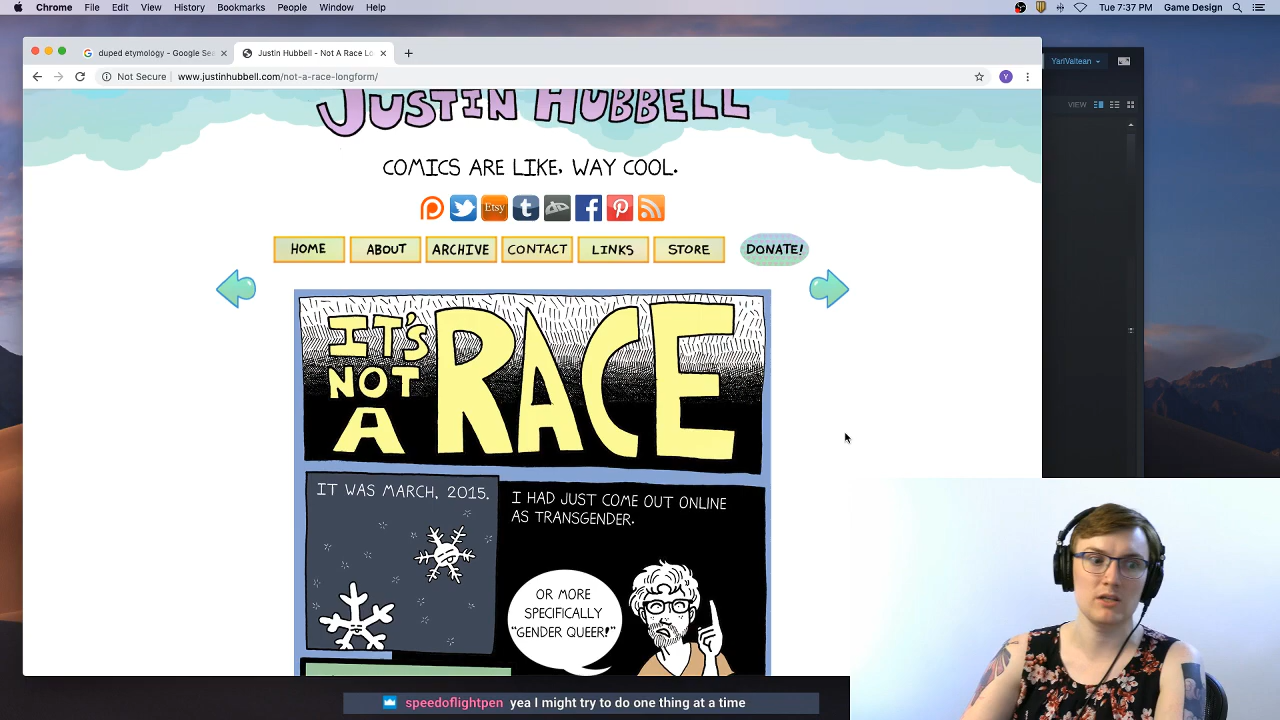 Chrome File Edit View History Bookmarks People Window Help Tue 7:37 PM Game Design
duped etymology - Google Sea
Justin Hubbell - Not A Race Lo
YariValtean
Not Secure www.justinhubbell.com/not-a-race-longform/
Y
VIEW
JUSTIN HUBBELL
COMICS ARE LIKE, WAY COOL.
Etsy
HOME ABOUT ARCHIVE CONTACT LINKS STORE DONATE!
IT'S
NOT
A
RACE
IT WAS MARCH, 2015.
I HAD JUST COME OUT ONLINE
AS TRANSGENDER.
OR MORE
SPECIFICALLY
"GENDER QUEER!"
speedoflightpen yea I might try to do one thing at a time